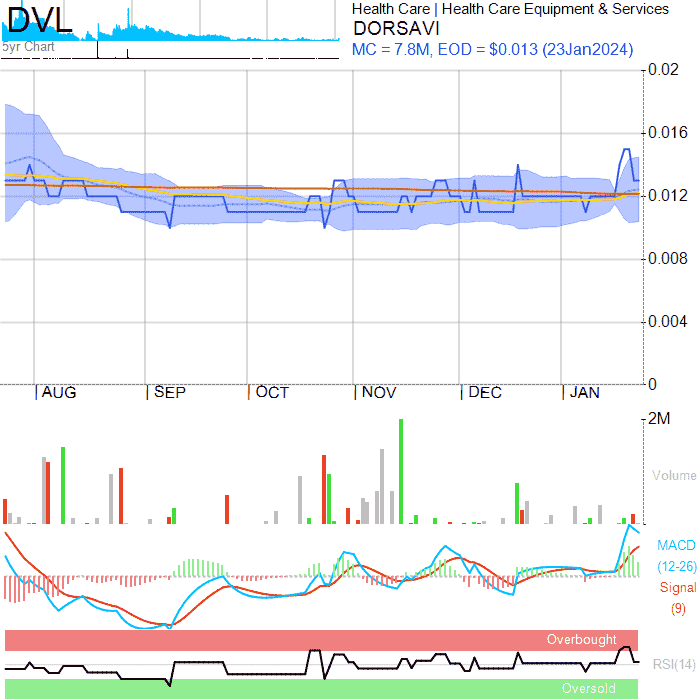 DVL
5yr Chart
Health Care | Health Care Equipment & Services
DORSAVI
MC = 7.8M, EOD = $0.013 (23Jan2024)
0.02
0.016
0.012
0.008
0.004
0
| AUG | SEP | OCT | NOV | DEC | JAN
2M
Volume
MACD
(12-26)
Signal
(9)
Overbought
RSI(14)
Oversold